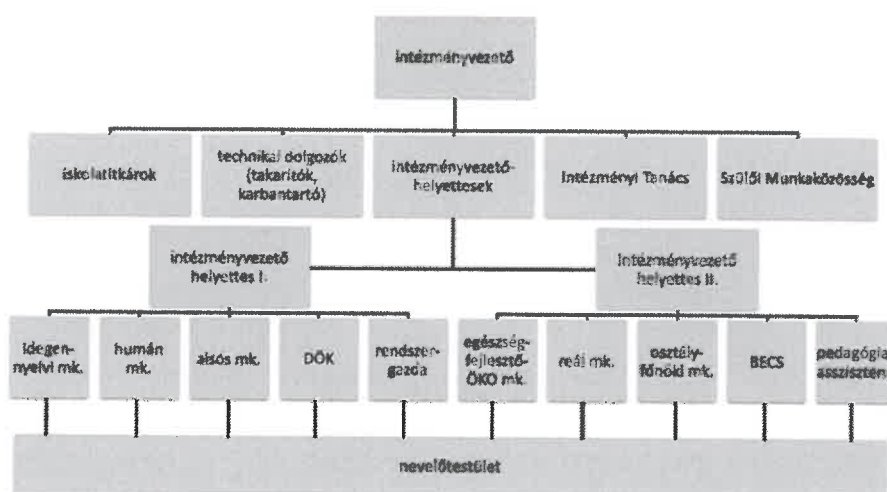 intézményvezető
iskolatitkárok
technikai dolgozók
(takarítók,
karbantartó)
intézményvezető-
helyettesek
Intézményi Tanács
Szülői Munkaközösség
intézményvezető
helyettes I.
Intézményvezető
helyettes II.
idegen-
nyelvi mk.
humán
mk.
alsós mk.
DÖK
rendszer-
gazda
egészség-
fejlesztő-
ÖKO mk.
reál mk.
osztály-
főnöki mk.
BECS
pedagógia
asszisztens
nevelőtestület